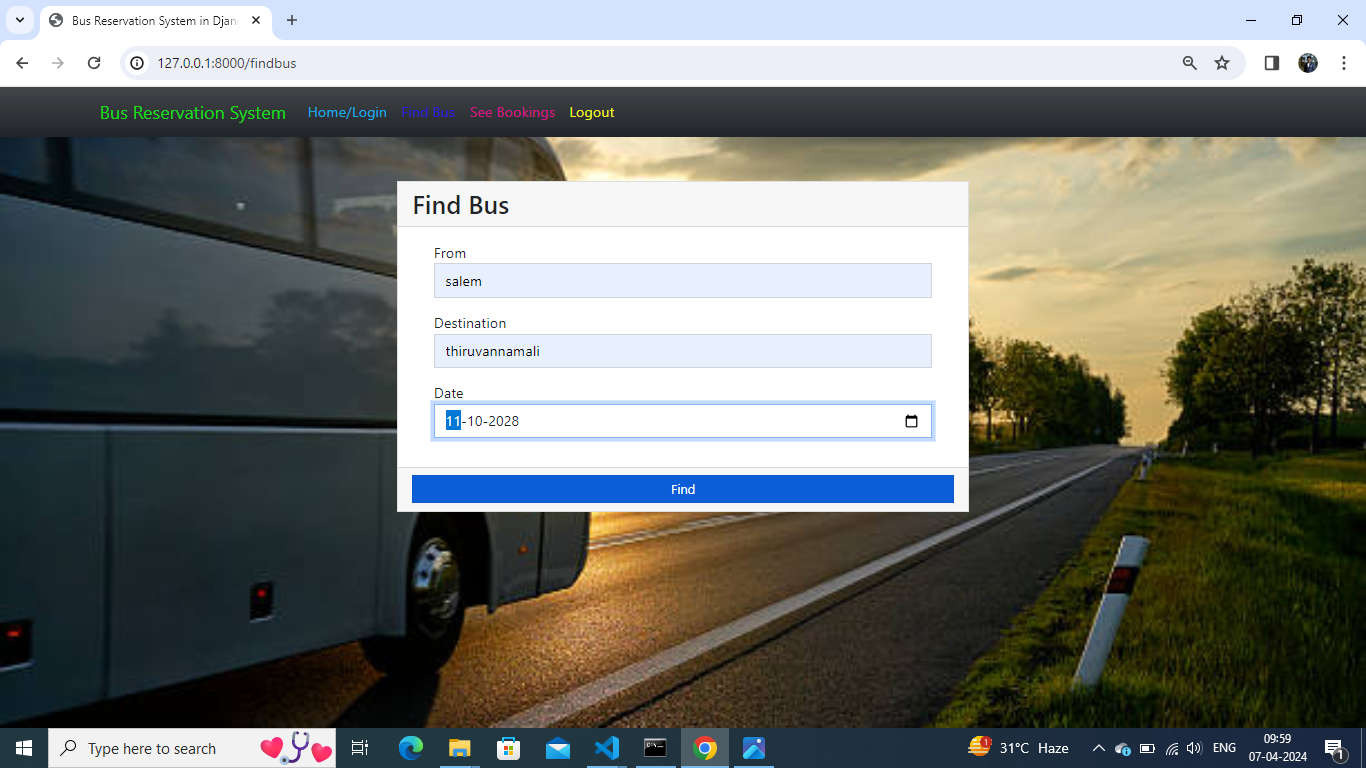 Bus Reservation System in Djan
127.0.0.1:8000/findbus
Bus Reservation System Home/Login Find Bus See Bookings Logout
Find Bus
From
salem
Destination
thiruvannamali
Date
11-10-2028
Find
Type here to search
1
31°C Haze
ENG
09:59
07-04-2024
1